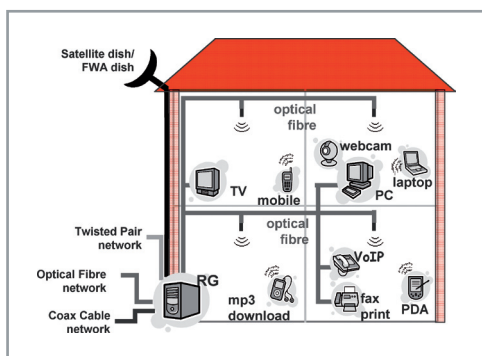 Satellite dish/
FWA dish
optical
fibre
webcam
TV
mobile
PC
laptop
optical
fibre
Twisted Pair
network
Optical Fibre
network
Coax Cable
network
RG
mp3
download
VoIP
fax
print
PDA